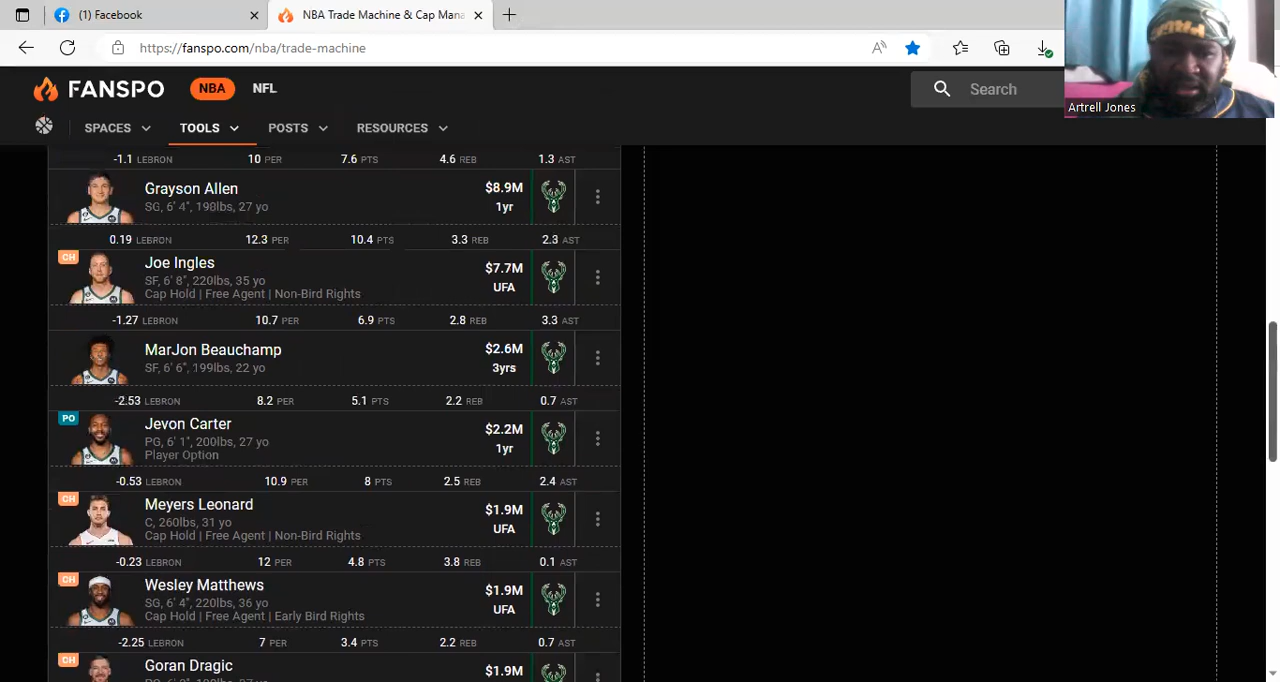 (1) Facebook
NBA Trade Machine & Cap Mana
https://fanspo.com/nba/trade-machine
Artrell Jones
FANSPO NBA NFL
Search
SPACES TOOLS POSTS RESOURCES
-1.1 LEBRON 10 PER 7.6 PTS 4.6 REB 1.3 AST
Grayson Allen $8.9M
SG, 6' 4", 198lbs, 27 yo 1yr
0.19 LEBRON 12.3 PER 10.4 PTS 3.3 REB 2.3 AST
CH
Joe Ingles $7.7M
SF, 6' 8", 220lbs, 35 yo UFA
Cap Hold | Free Agent | Non-Bird Rights
-1.27 LEBRON 10.7 PER 6.9 PTS 2.8 REB 3.3 AST
MarJon Beauchamp $2.6M
SF, 6' 6", 199lbs, 22 yo 3yrs
-2.53 LEBRON 8.2 PER 5.1 PTS 2.2 REB 0.7 AST
PO
Jevon Carter $2.2M
PG, 6' 1", 200lbs, 27 yo 1yr
Player Option
-0.53 LEBRON 10.9 PER 8 PTS 2.5 REB 2.4 AST
CH
Meyers Leonard $1.9M
C, 260lbs, 31 yo UFA
Cap Hold | Free Agent | Non-Bird Rights
-0.23 LEBRON 12 PER 4.8 PTS 3.8 REB 0.1 AST
CH
Wesley Matthews $1.9M
SG, 6' 4", 220lbs, 36 yo UFA
Cap Hold | Free Agent | Early Bird Rights
-2.25 LEBRON 7 PER 3.4 PTS 2.2 REB 0.7 AST
CH
Goran Dragic $1.9M